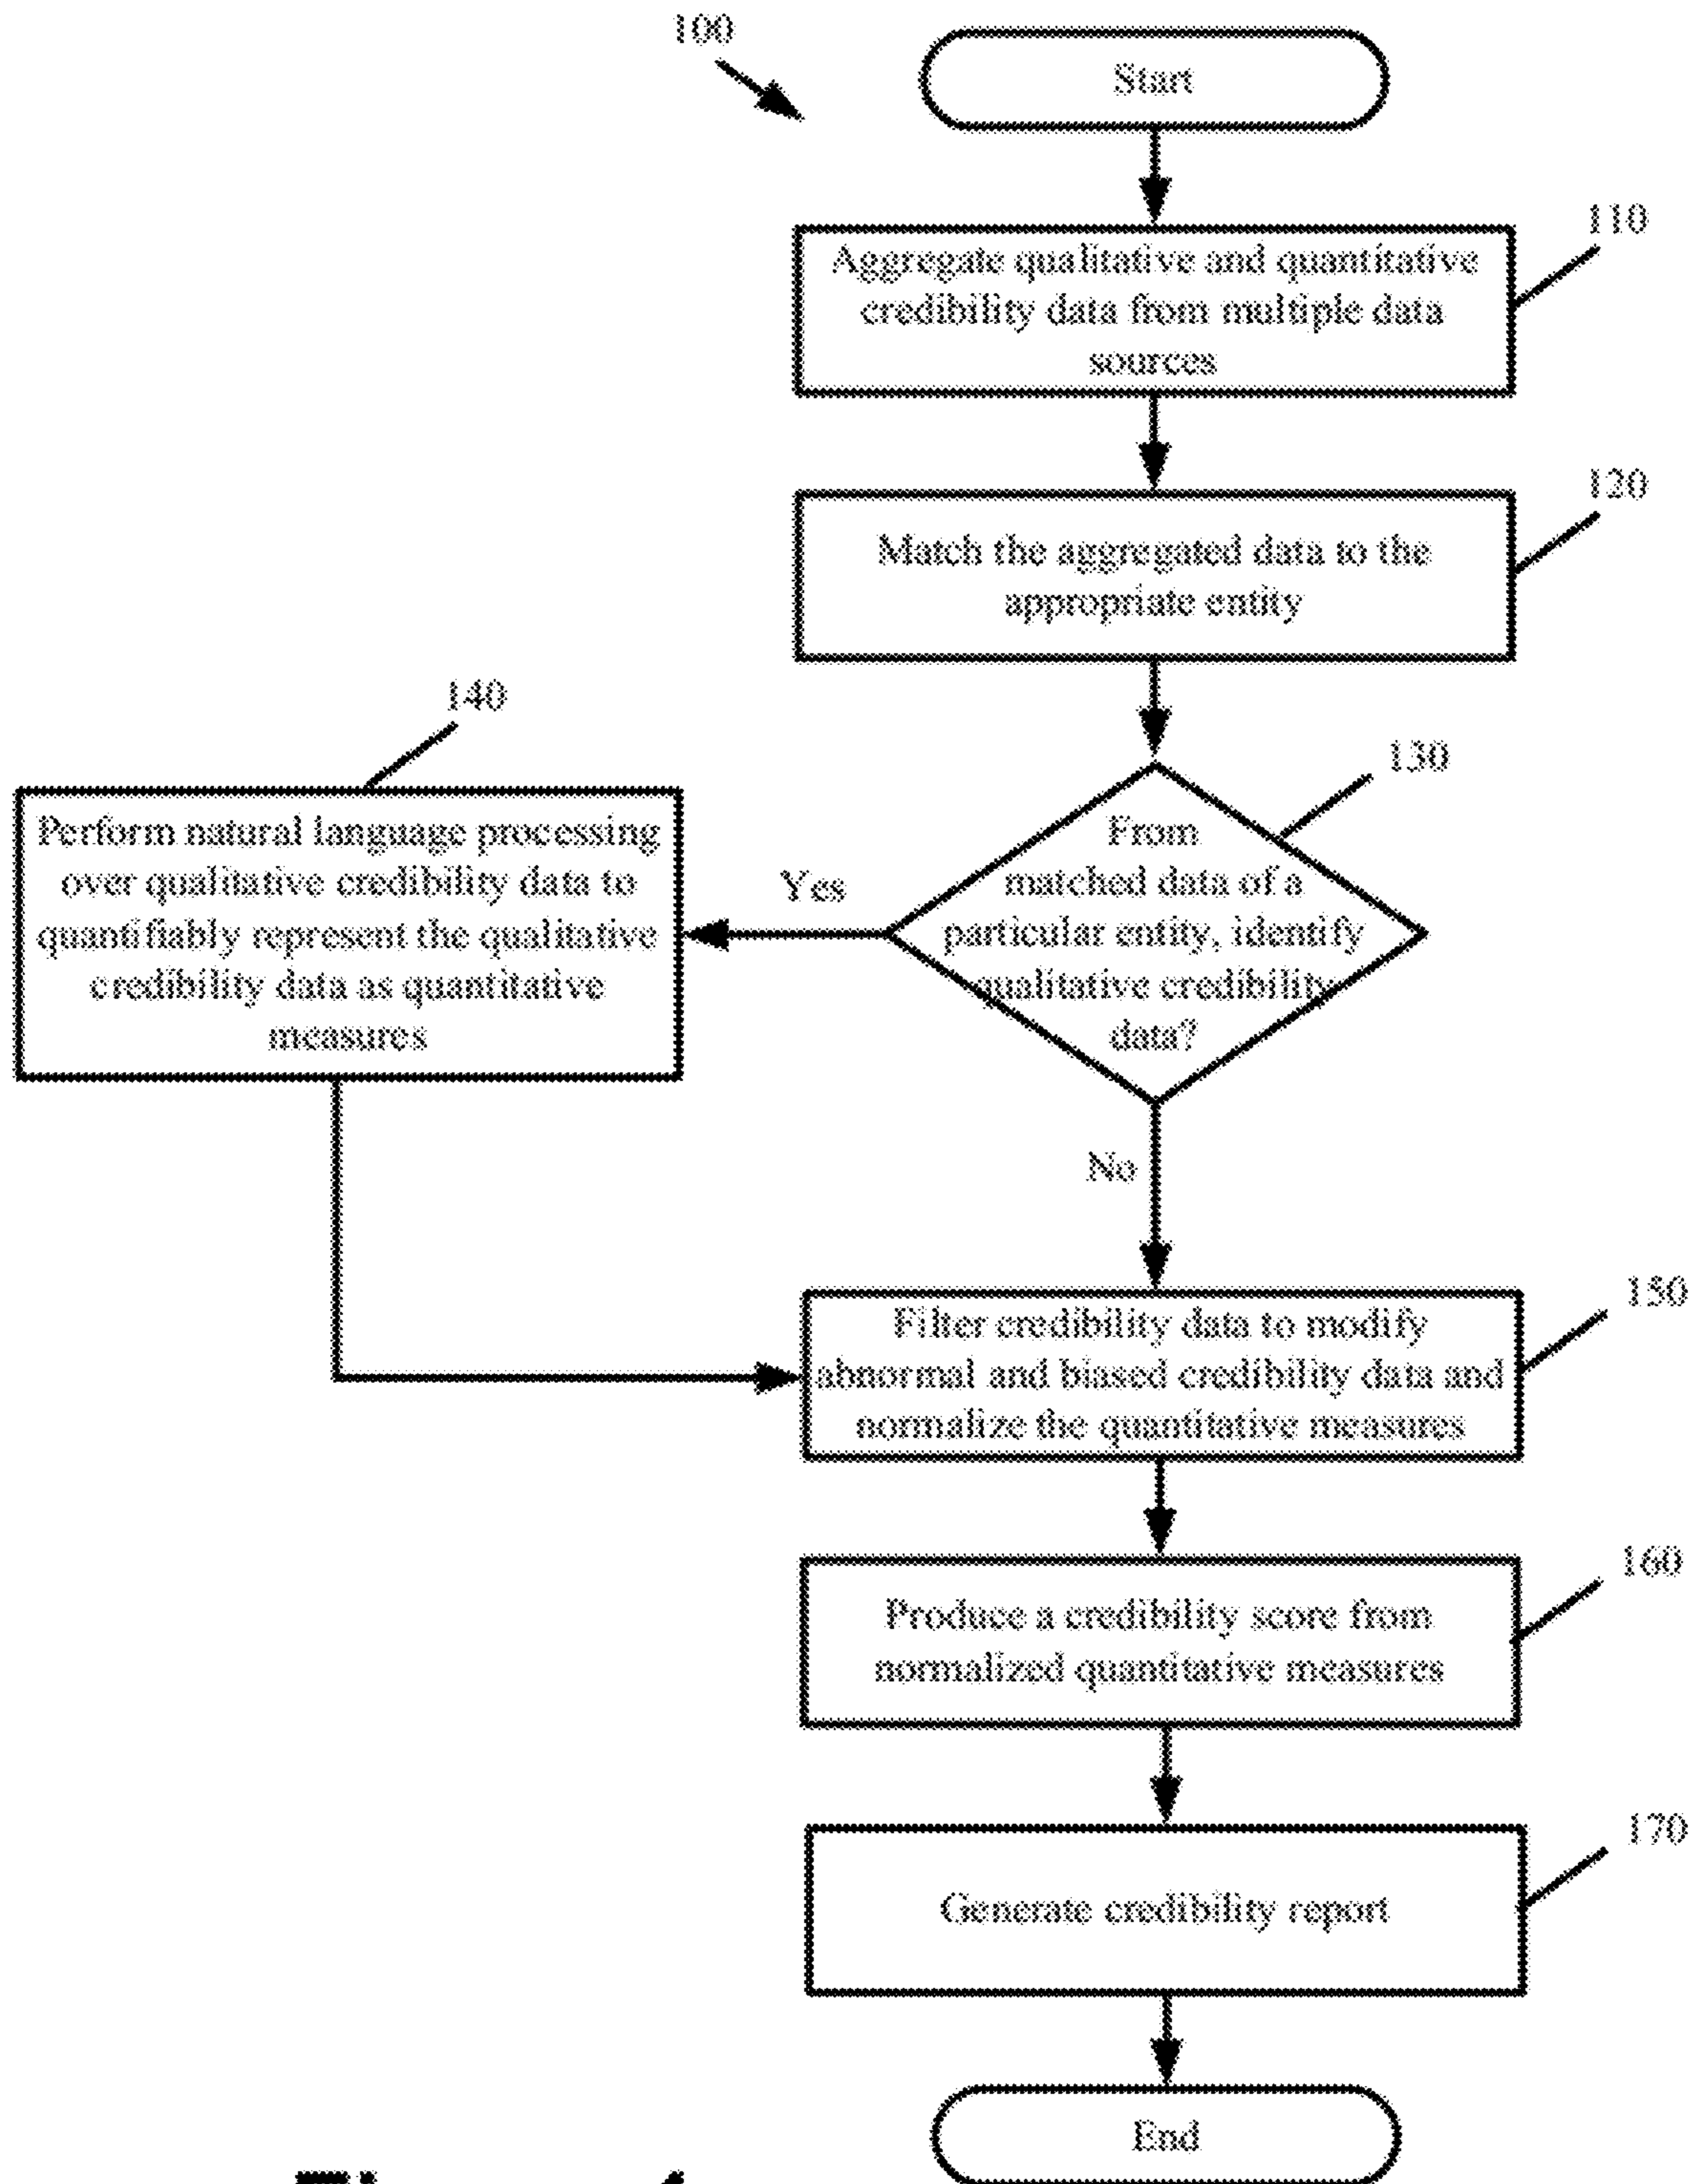 100
Start
110
Aggregate qualitative and quantitative
credibility data from multiple data
sources
120
Match the aggregated data to the
appropriate entity
130
From
matched data of a
particular entity, identify
qualitative credibility
data?
140
Perform natural language processing
over qualitative credibility data to
quantifiably represent the qualitative
credibility data as quantitative
measures
Yes
No
150
Filter credibility data to modify
abnormal and biased credibility data and
normalize the quantitative measures
160
Produce a credibility score from
normalized quantitative measures
170
Generate credibility report
End